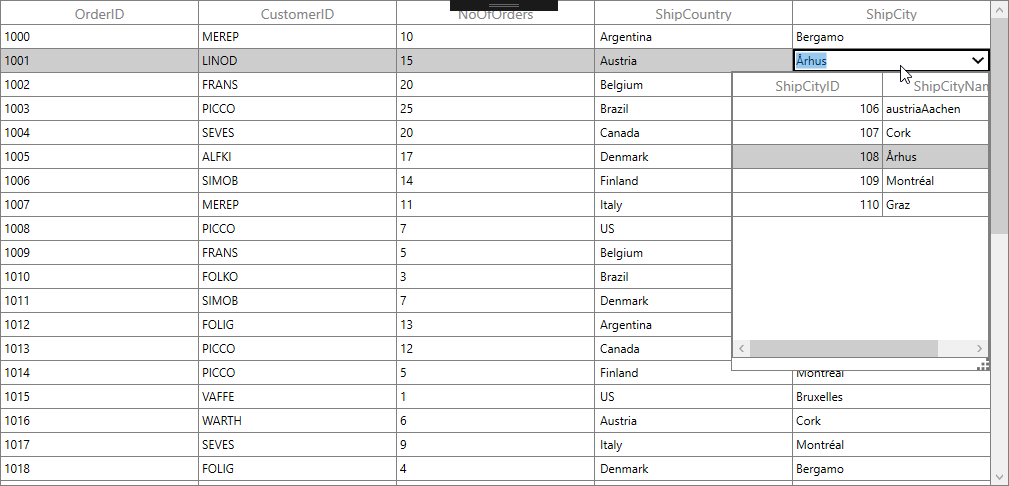 OrderID CustomerID NoOfOrders ShipCountry ShipCity
1000 MEREP 10 Argentina Bergamo
1001 LINOD 15 Austria Århus
1002 FRANS 20 Belgium ShipCityID ShipCityNam
1003 PICCO 25 Brazil 106 austriaAachen
1004 SEVES 20 Canada 107 Cork
1005 ALFKI 17 Denmark 108 Århus
1006 SIMOB 14 Finland 109 Montréal
1007 MEREP 11 Italy 110 Graz
1008 PICCO 7 US
1009 FRANS 5 Belgium
1010 FOLKO 3 Brazil
1011 SIMOB 7 Denmark
1012 FOLIG 13 Argentina
1013 PICCO 12 Canada
1014 PICCO 5 Finland Montréal
1015 VAFFE 1 US Bruxelles
1016 WARTH 6 Austria Cork
1017 SEVES 9 Italy Montréal
1018 FOLIG 4 Denmark Bergamo